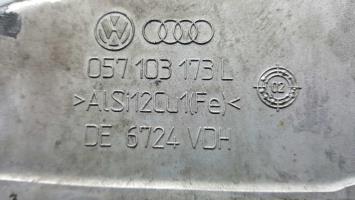 057 103 173 L
>AlSi12Cu1(Fe)<
DE 6724 VDH
02